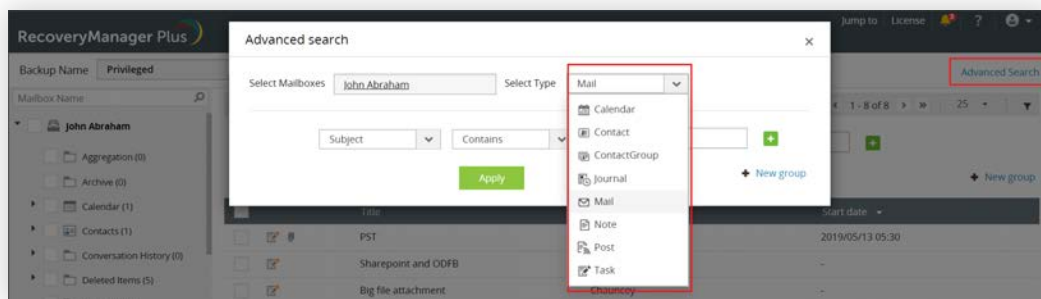 RecoveryManager Plus
Jump to License ?
Advanced search ×
Backup Name Privileged
Advanced Search
Select Mailboxes John Abraham Select Type Mail
Mailbox Name
1 - 8 of 8 25
John Abraham
Calendar
Contact
Subject Contains
ContactGroup
Aggregation (0)
Apply
Journal
New group
New group
Archive (0)
Mail
Calendar (1)
Title
Note
Start date
Contacts (1)
PST
Post
2019/05/13 05:30
Conversation History (0)
Sharepoint and ODFB
Task
-
Deleted Items (5)
Big file attachment
Chauncey
-